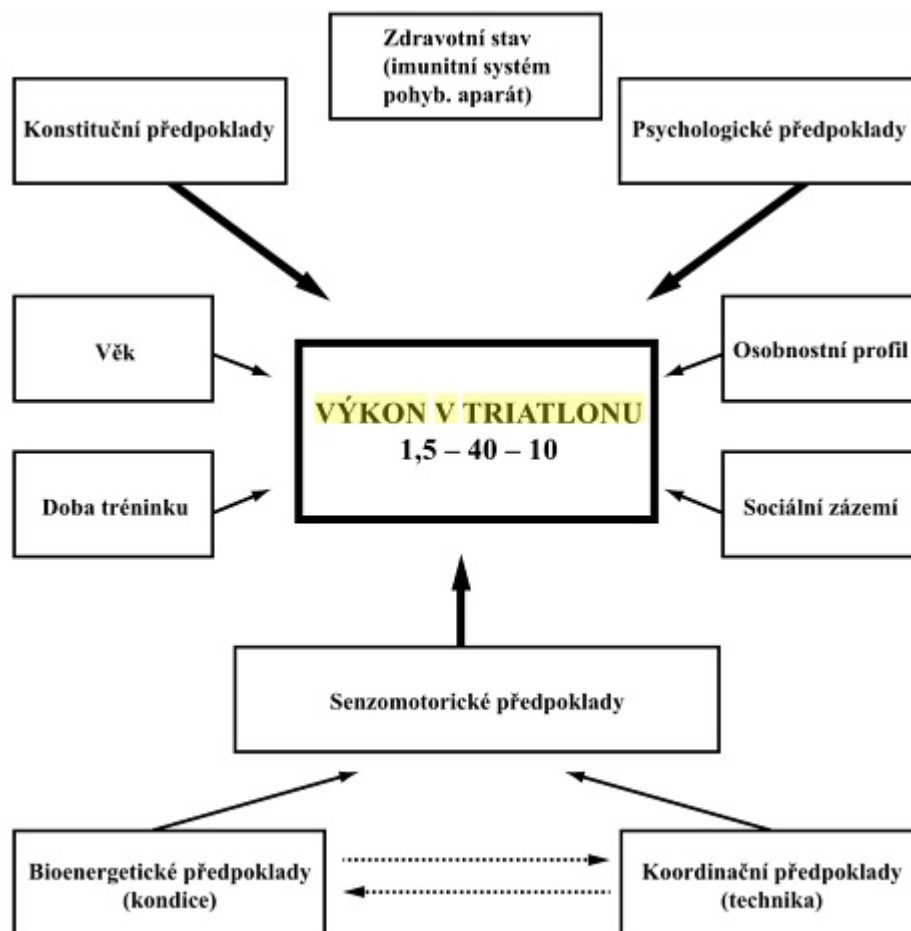 Zdravotní stav
(imunitní systém
pohyb. aparát)
Konstituční předpoklady
Psychologické předpoklady
Věk
Osobnostní profil
VÝKON V TRIATLONU
1,5 – 40 – 10
Doba tréninku
Sociální zázemí
Senzomotorické předpoklady
Bioenergetické předpoklady
(kondice)
Koordinační předpoklady
(technika)